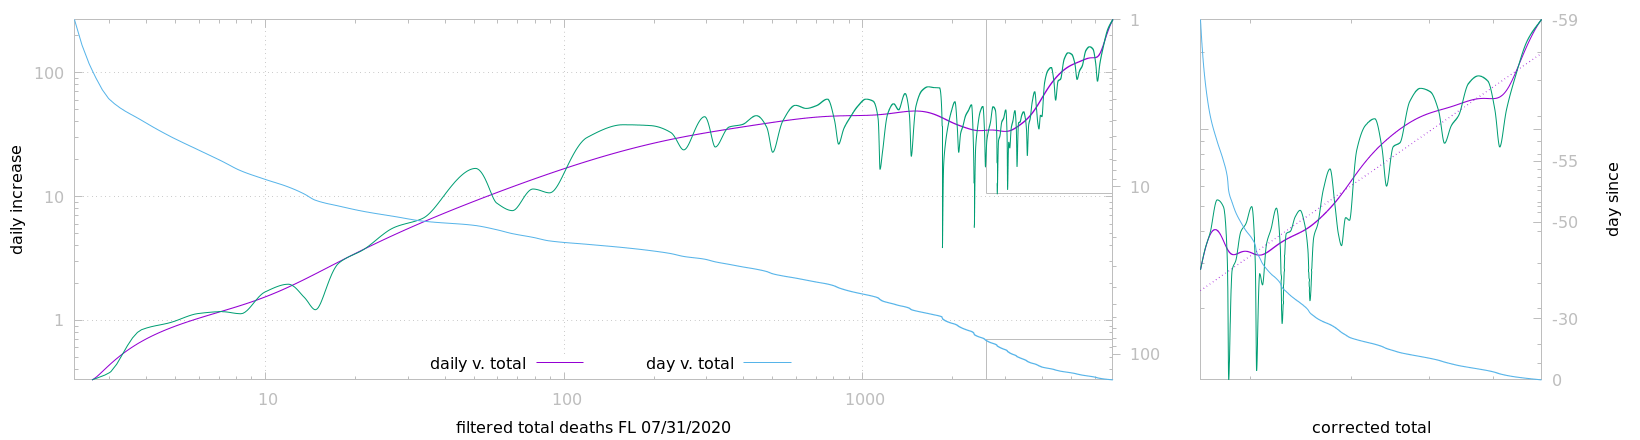 daily increase
100
10
1
daily v. total
day v. total
10
100
1000
filtered total deaths FL 07/31/2020
1
10
100
-59
-55
-50
-30
0
day since
corrected total